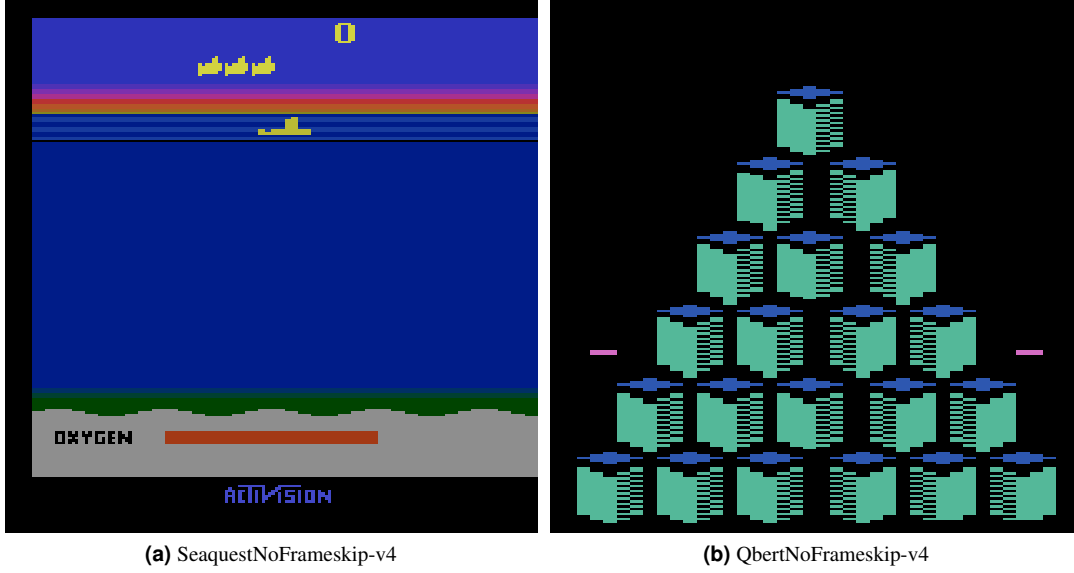 0
OXYGEN
ACTIVISION
(a) SeaquestNoFrameskip-v4
(b) QbertNoFrameskip-v4